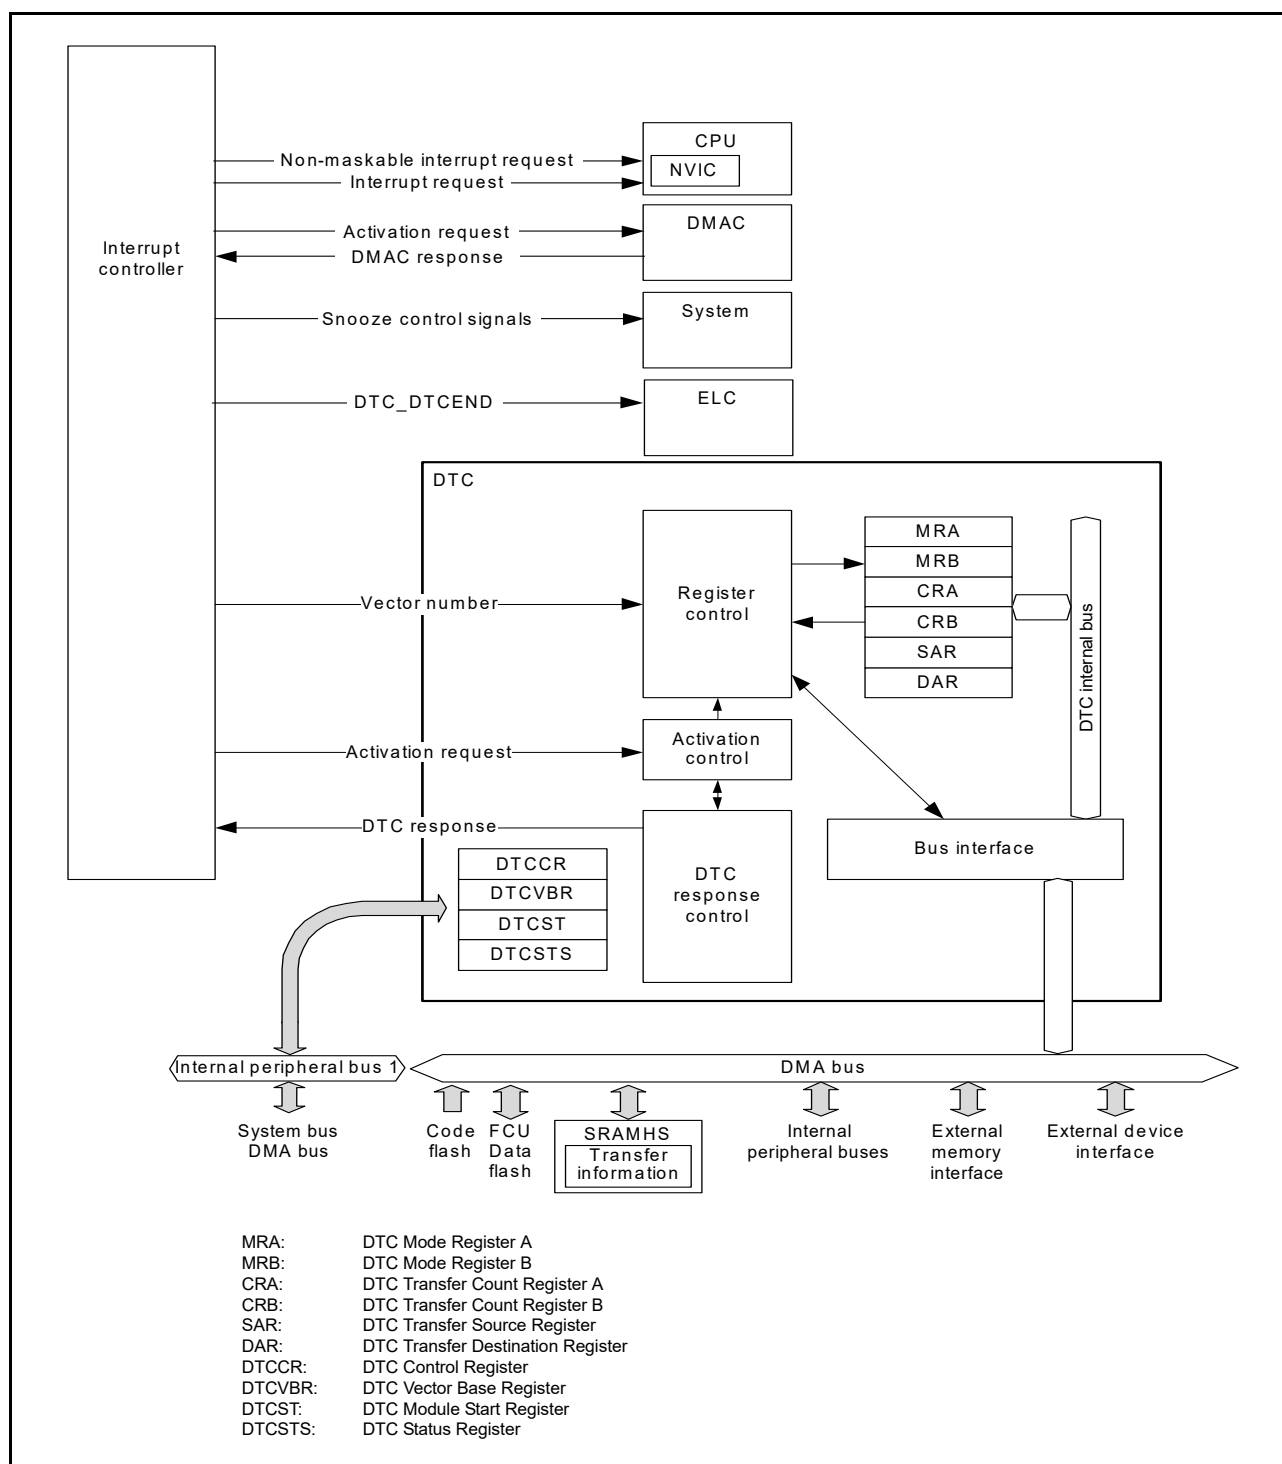 CPU
NVIC
Non-maskable interrupt request
Interrupt request
Interrupt
controller
Activation request
DMAC response
DMAC
Snooze control signals
System
DTC_DTCEND
ELC
DTC
Vector number
Register
control
MRA
MRB
CRA
CRB
SAR
DAR
DTC internal bus
Activation request
Activation
control
DTC response
DTC
response
control
Bus interface
DTCCR
DTCVBR
DTCST
DTCSTS
Internal peripheral bus 1
DMA bus
System bus
DMA bus
Code
flash
FCU
Data
flash
SRAMHS
Transfer
information
Internal
peripheral buses
External
memory
interface
External device
interface
MRA: DTC Mode Register A
MRB: DTC Mode Register B
CRA: DTC Transfer Count Register A
CRB: DTC Transfer Count Register B
SAR: DTC Transfer Source Register
DAR: DTC Transfer Destination Register
DTCCR: DTC Control Register
DTCVBR: DTC Vector Base Register
DTCST: DTC Module Start Register
DTCSTS: DTC Status Register